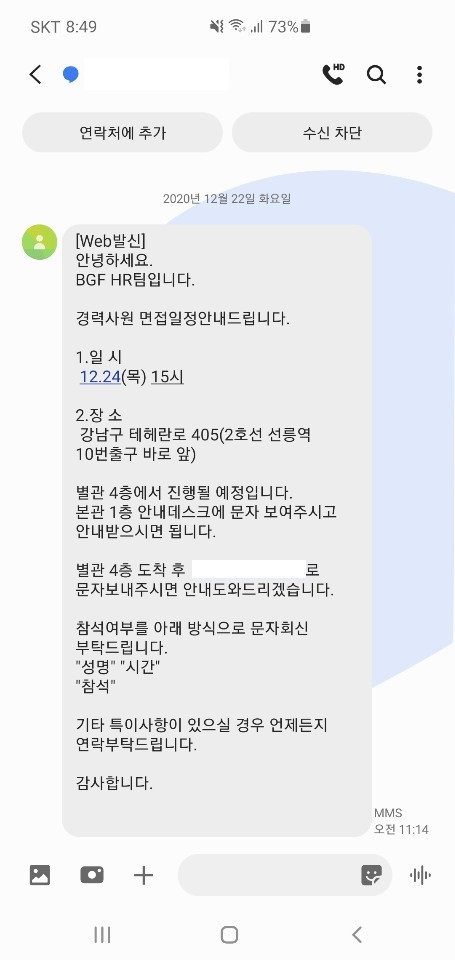 SKT 8:49
73%
HD
연락처에 추가
수신 차단
2020년 12월 22일 화요일
[Web발신]
안녕하세요.
BGF HR팀입니다.
경력사원 면접일정안내드립니다.
1.일 시
12.24(목) 15시
2.장 소
강남구 테헤란로 405(2호선 선릉역
10번출구 바로 앞)
별관 4층에서 진행될 예정입니다.
본관 1층 안내데스크에 문자 보여주시고
안내받으시면 됩니다.
별관 4층 도착 후 로
문자보내주시면 안내도와드리겠습니다.
참석여부를 아래 방식으로 문자회신
부탁드립니다.
"성명" "시간"
"참석"
기타 특이사항이 있으실 경우 언제든지
연락부탁드립니다.
감사합니다.
MMS
오전 11:14